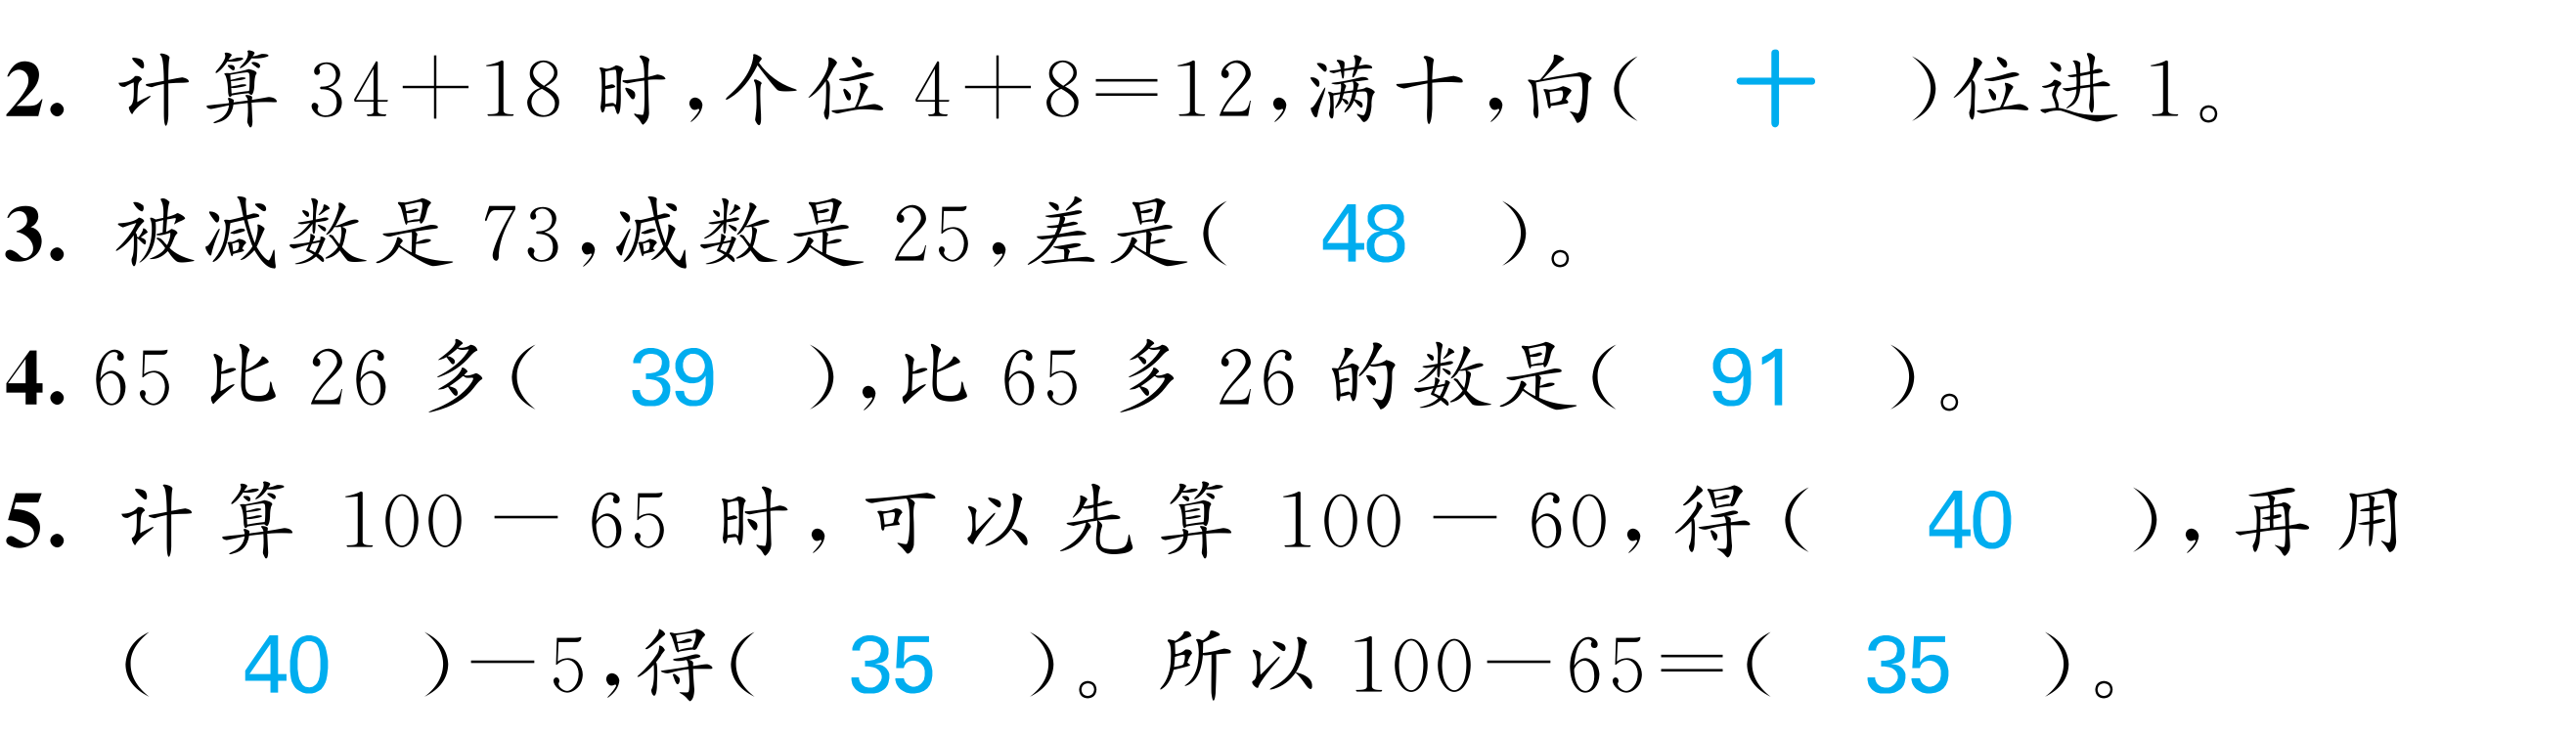 2. 计算 34+18 时,个位 4+8=12,满十,向( 十 )位进 1。
3. 被减数是 73,减数是 25,差是( 48 )。
4. 65 比 26 多( 39 ),比 65 多 26 的数是( 91 )。
5. 计算 100-65 时,可以先算 100-60,得( 40 ),再用
( 40 )-5,得( 35 )。所以 100-65=( 35 )。